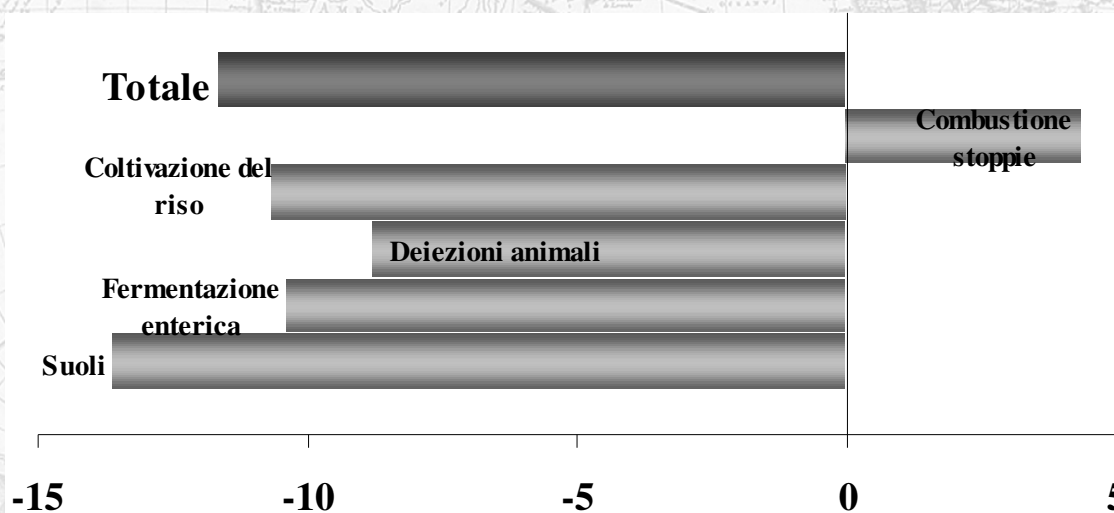 Totale
Combustione
stoppie
Coltivazione del
riso
Deiezioni animali
Fermentazione
enterica
Suoli
-15 -10 -5 0 5